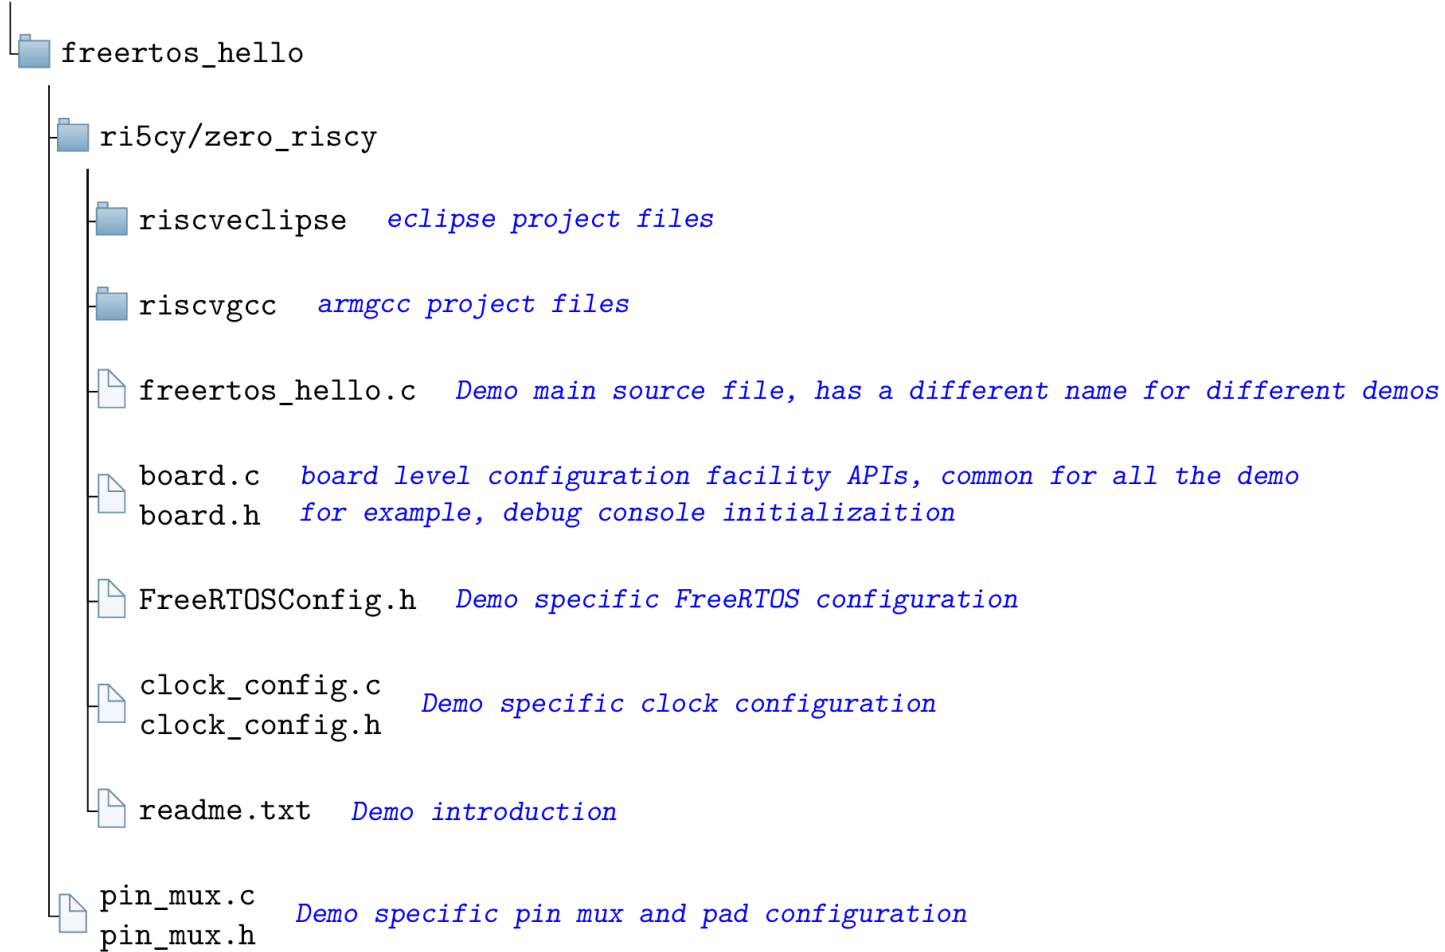 freertos_hello
ri5cy/zero_riscy
riscveclipse eclipse project files
riscvgcc armgcc project files
freertos_hello.c Demo main source file, has a different name for different demos
board.c board level configuration facility APIs, common for all the demo
board.h for example, debug console initializaition
FreeRTOSConfig.h Demo specific FreeRTOS configuration
clock_config.c
clock_config.h Demo specific clock configuration
readme.txt Demo introduction
pin_mux.c
pin_mux.h Demo specific pin mux and pad configuration